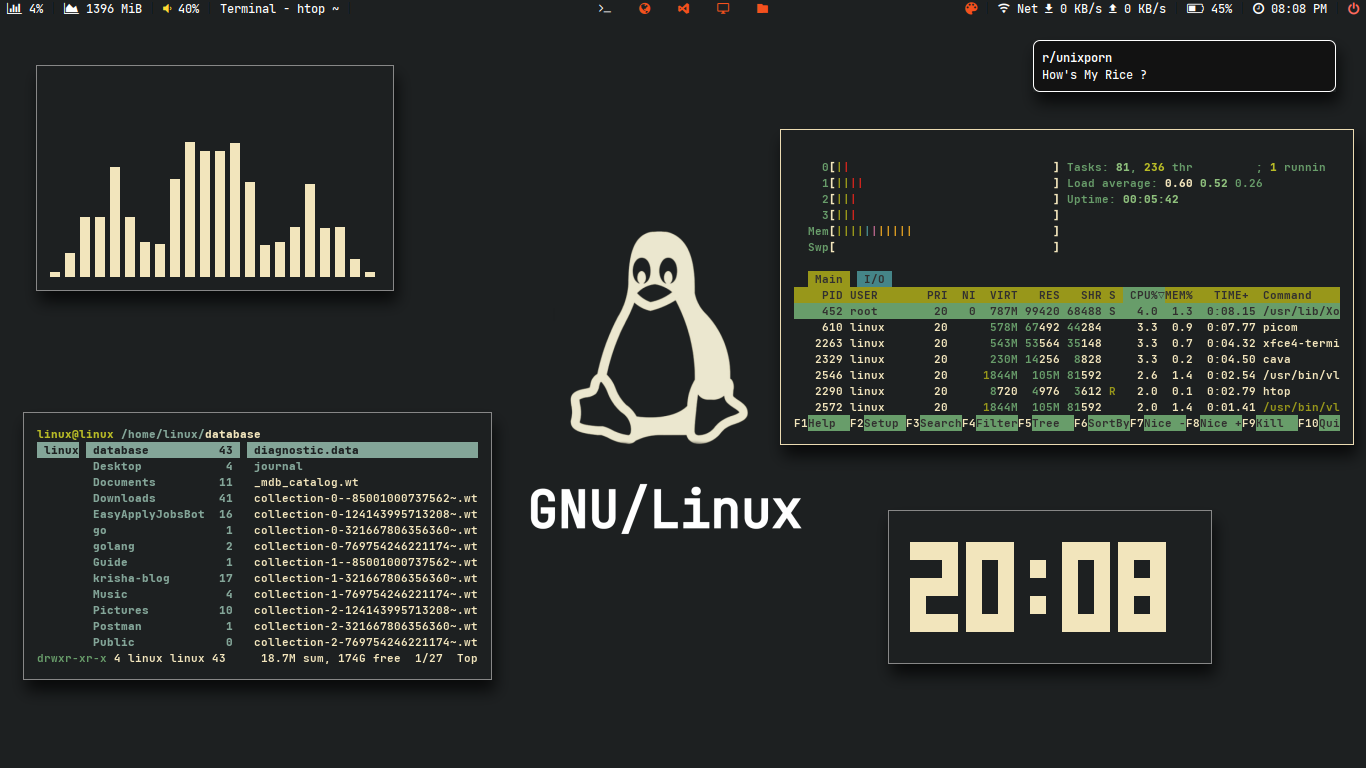 4% 1396 MiB 40% Terminal - htop ~ Net 0 KB/s 0 KB/s 45% 08:08 PM
r/unixporn
How's My Rice ?
0[|| ] Tasks: 81, 236 thr ; 1 runnin
1[|||| ] Load average: 0.60 0.52 0.26
2[||| ] Uptime: 00:05:42
3[||| ]
Mem[||||||||||| ]
Swp[ ]
Main I/O
PID USER PRI NI VIRT RES SHR S CPU%▽MEM% TIME+ Command
452 root 20 0 787M 99420 68488 S 4.0 1.3 0:08.15 /usr/lib/Xo
610 linux 20 578M 67492 44284 3.3 0.9 0:07.77 picom
2263 linux 20 543M 53564 35148 3.3 0.7 0:04.32 xfce4-termi
2329 linux 20 230M 14256 8828 3.3 0.2 0:04.50 cava
2546 linux 20 1844M 105M 81592 2.6 1.4 0:02.54 /usr/bin/vl
2290 linux 20 8720 4976 3612 R 2.0 0.1 0:02.79 htop
2572 linux 20 1844M 105M 81592 2.0 1.4 0:01.41 /usr/bin/vl
F1Help F2Setup F3SearchF4FilterF5Tree F6SortByF7Nice -F8Nice +F9Kill F10Qui
linux@linux /home/linux/database
linux database 43 diagnostic.data
Desktop 4 journal
Documents 11 _mdb_catalog.wt
Downloads 41 collection-0--85001000737562~.wt
EasyApplyJobsBot 16 collection-0-124143995713208~.wt
go 1 collection-0-321667806356360~.wt
golang 2 collection-0-769754246221174~.wt
Guide 1 collection-1--85001000737562~.wt
krisha-blog 17 collection-1-321667806356360~.wt
Music 4 collection-1-769754246221174~.wt
Pictures 10 collection-2-124143995713208~.wt
Postman 1 collection-2-321667806356360~.wt
Public 0 collection-2-769754246221174~.wt
drwxr-xr-x 4 linux linux 43 18.7M sum, 174G free 1/27 Top
GNU/Linux
20:08